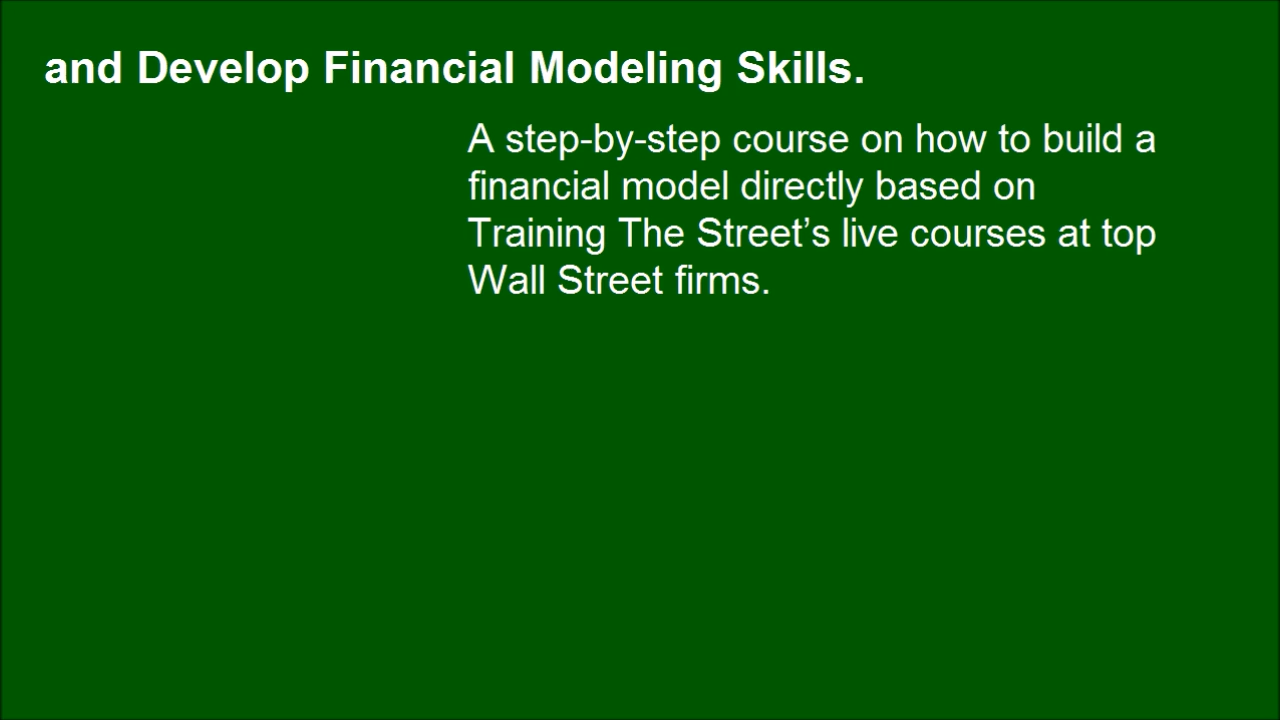 and Develop Financial Modeling Skills.
A step-by-step course on how to build a
financial model directly based on
Training The Street’s live courses at top
Wall Street firms.